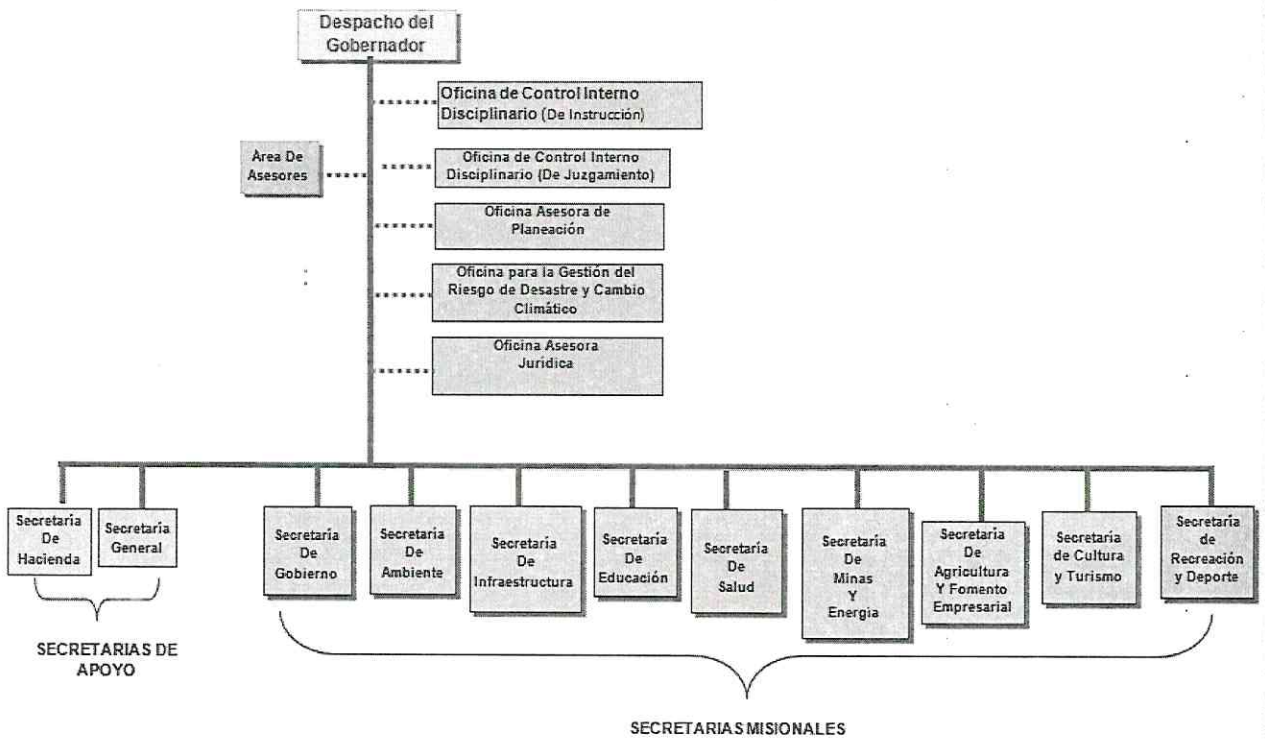 Despacho del
Gobernador
Oficina de Control Interno
Disciplinario (De Instrucción)
Área De
Asesores
Oficina de Control Interno
Disciplinario (De Juzgamiento)
Oficina Asesora de
Planeación
Oficina para la Gestión del
Riesgo de Desastre y Cambio
Climático
Oficina Asesora
Jurídica
Secretaría
De
Hacienda
Secretaría
General
Secretaría
De
Gobierno
Secretaría
De
Ambiente
Secretaría
De
Infraestructura
Secretaría
De
Educación
Secretaría
De
Salud
Secretaría
De
Minas
Y
Energía
Secretaría
De
Agricultura
Y Fomento
Empresarial
Secretaría
de Cultura
y Turismo
Secretaría
de
Recreación
y Deporte
SECRETARIAS DE
APOYO
SECRETARIAS MISIONALES